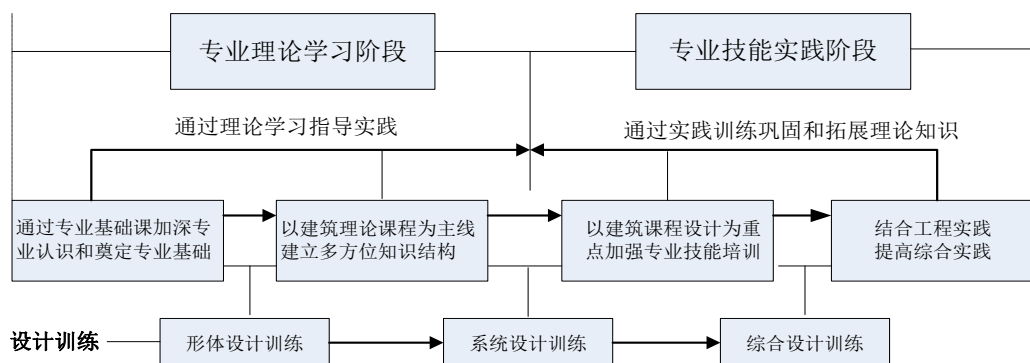 专业理论学习阶段
专业技能实践阶段
通过理论学习指导实践
通过实践训练巩固和拓展理论知识
通过专业基础课加深专
业认识和奠定专业基础
以建筑理论课程为主线
建立多方位知识结构
以建筑课程设计为重
点加强专业技能培训
结合工程实践
提高综合实践
设计训练
形体设计训练
系统设计训练
综合设计训练